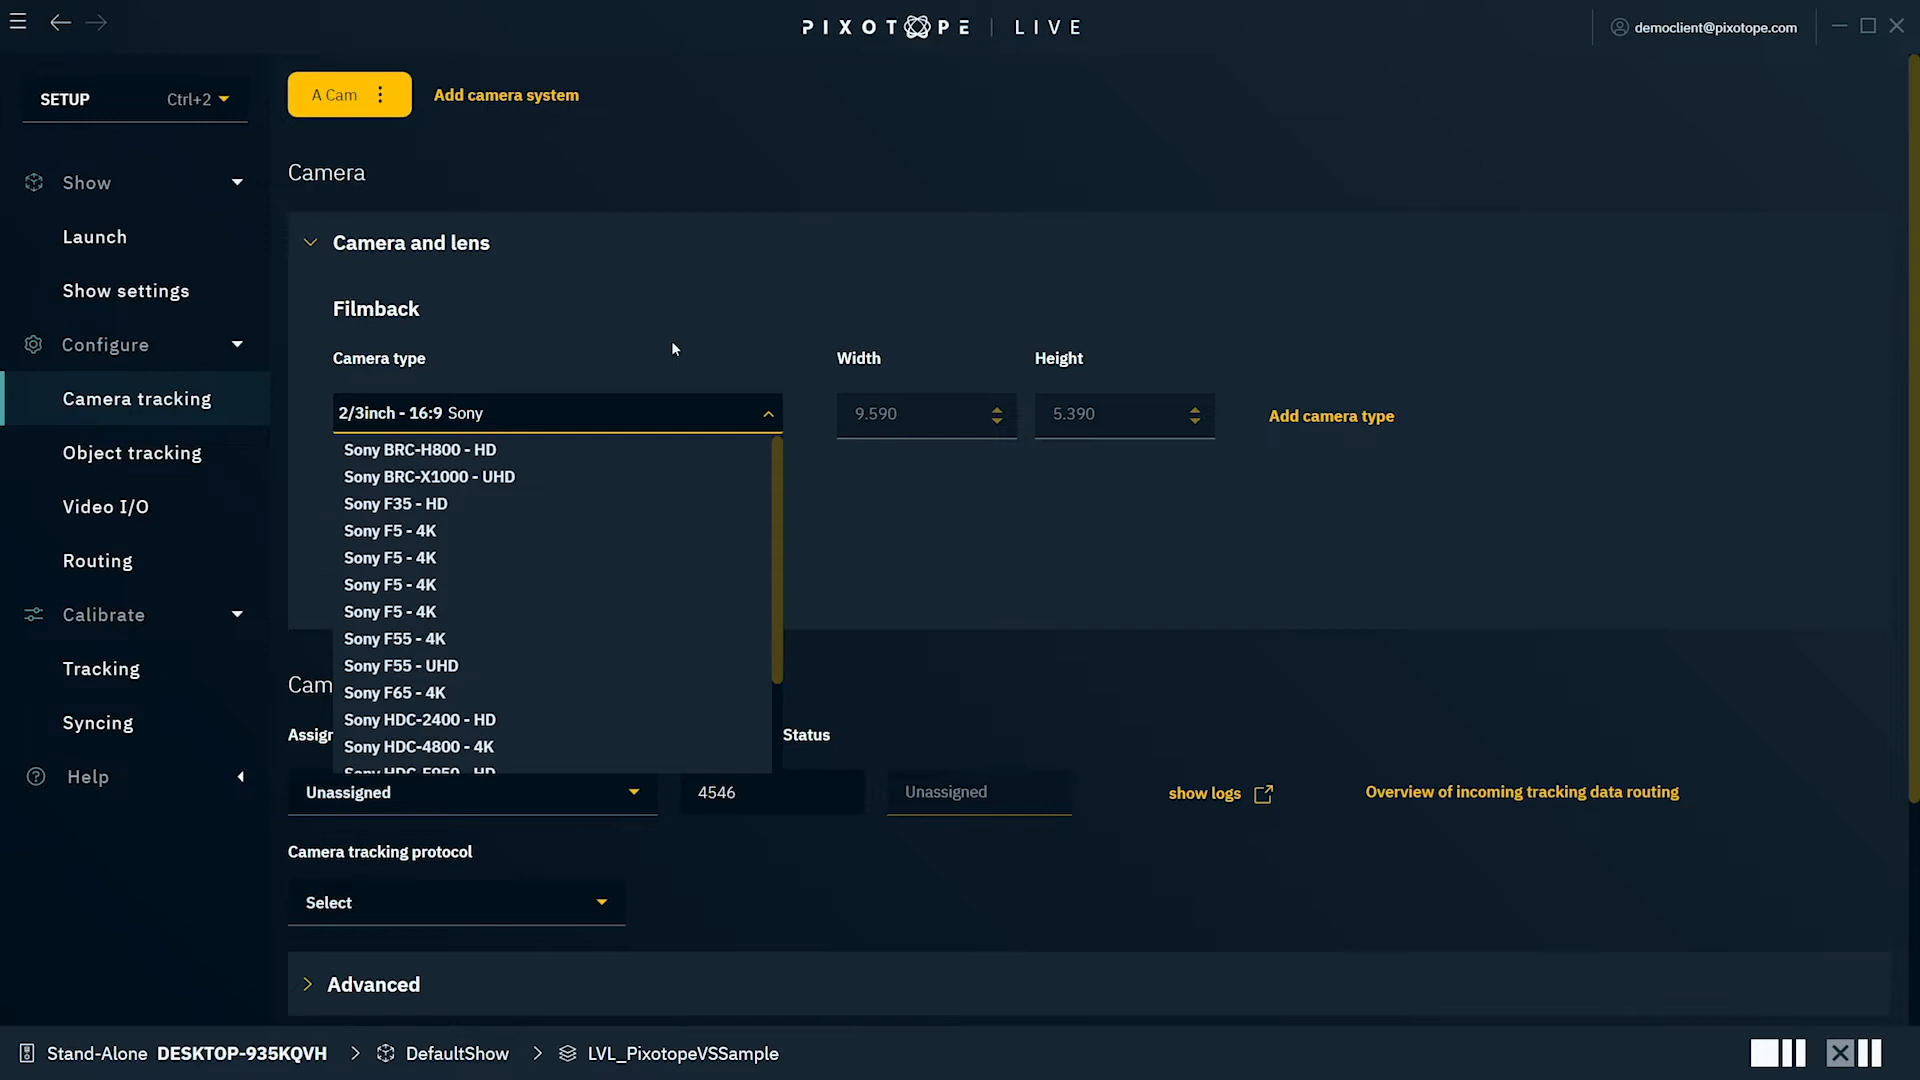 PIXOTOPE | LIVE
democlient@pixotope.com
SETUP Ctrl+2
A Cam
Add camera system
Show
Launch
Show settings
Configure
Camera tracking
Object tracking
Video I/O
Routing
Calibrate
Tracking
Syncing
Help
Camera
Camera and lens
Filmback
Camera type Width Height
2/3inch - 16:9 Sony 9.590 5.390 Add camera type
Sony BRC-H800 - HD
Sony BRC-X1000 - UHD
Sony F35 - HD
Sony F5 - 4K
Sony F5 - 4K
Sony F5 - 4K
Sony F5 - 4K
Sony F55 - 4K
Sony F55 - UHD
Sony F65 - 4K
Sony HDC-2400 - HD
Sony HDC-4800 - 4K
Sony HDC-F950 - HD
Cam
Assign Status
Unassigned 4546 Unassigned show logs Overview of incoming tracking data routing
Camera tracking protocol
Select
Advanced
Stand-Alone DESKTOP-935KQVH > DefaultShow > LVL_PixotopeVSSample